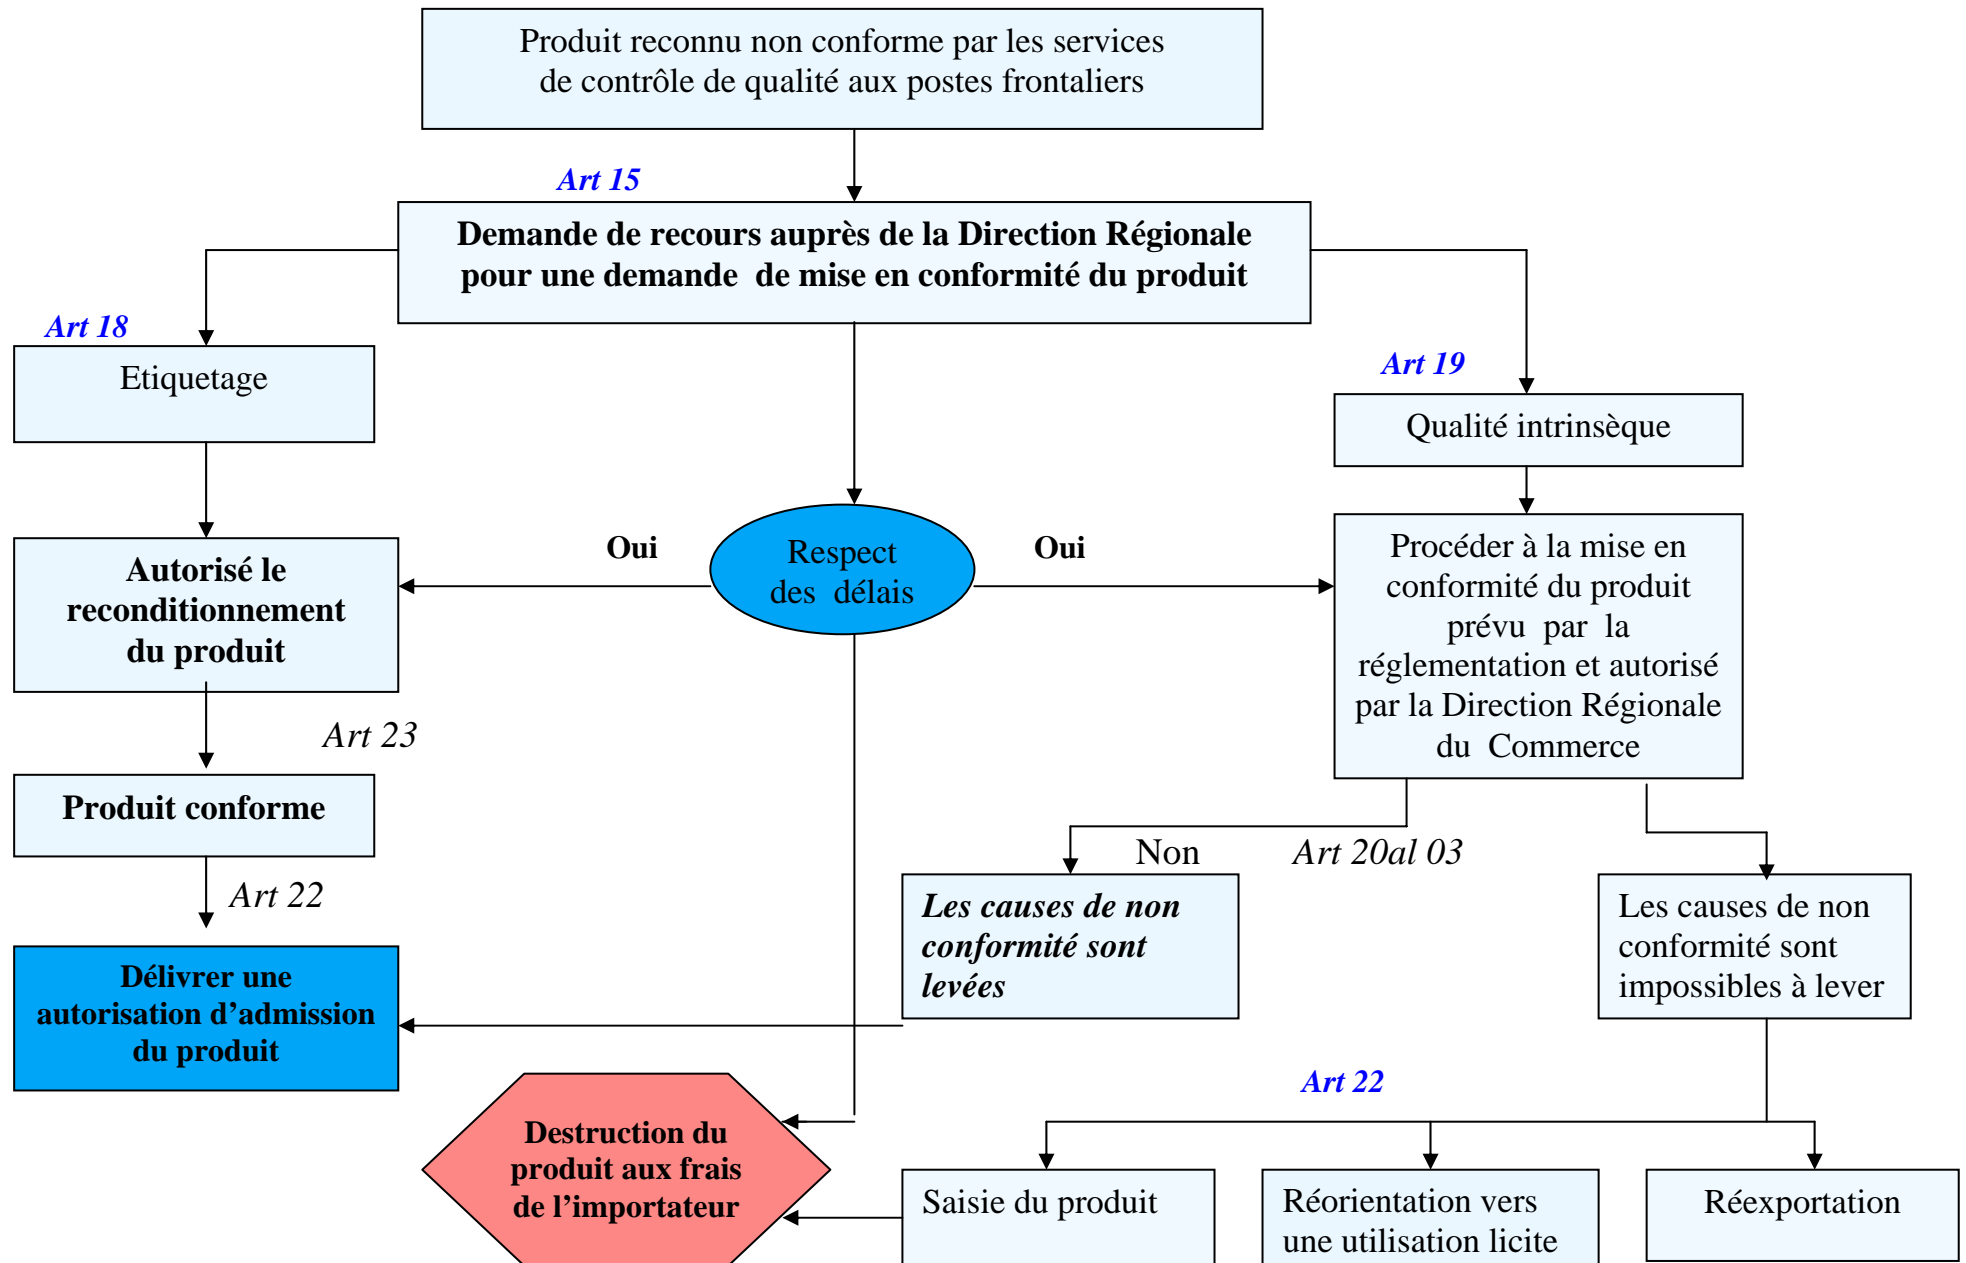 Produit reconnu non conforme par les services
de contrôle de qualité aux postes frontaliers
Art 15
Demande de recours auprès de la Direction Régionale
pour une demande de mise en conformité du produit
Art 18
Etiquetage
Art 19
Qualité intrinsèque
Oui
Respect
des délais
Oui
Autorisé le
reconditionnement
du produit
Procéder à la mise en
conformité du produit
prévu par la
réglementation et autorisé
par la Direction Régionale
du Commerce
Art 23
Produit conforme
Non
Art 20al 03
Art 22
Les causes de non
conformité sont
levées
Les causes de non
conformité sont
impossibles à lever
Délivrer une
autorisation d’admission
du produit
Art 22
Destruction du
produit aux frais
de l’importateur
Saisie du produit
Réorientation vers
une utilisation licite
Réexportation